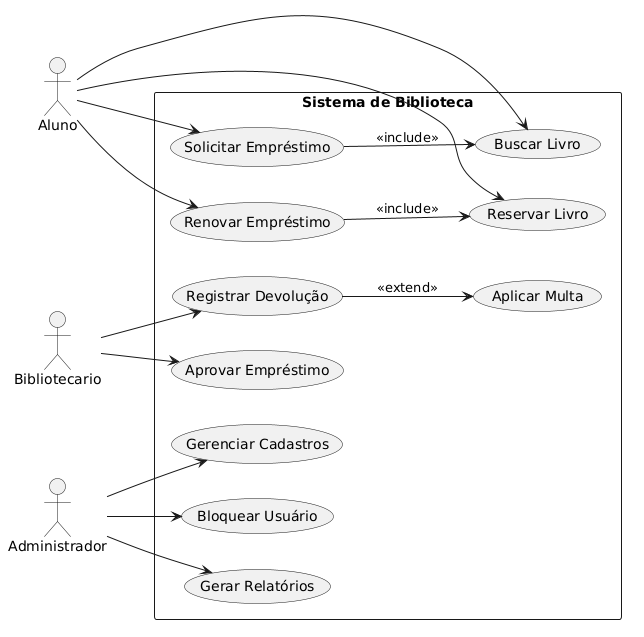 Sistema de Biblioteca
Aluno
Solicitar Empréstimo
«include»
Buscar Livro
Renovar Empréstimo
«include»
Reservar Livro
Registrar Devolução
«extend»
Aplicar Multa
Bibliotecario
Aprovar Empréstimo
Gerenciar Cadastros
Bloquear Usuário
Administrador
Gerar Relatórios